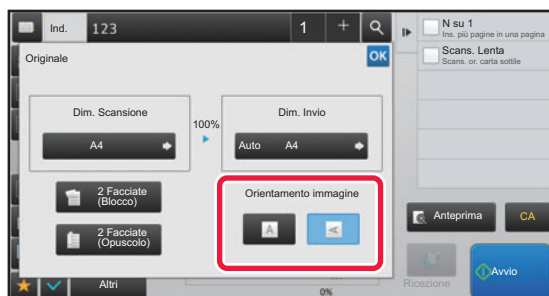 Ind.
123
1
+
N su 1
Ins. più pagine in una pagina
Scans. Lenta
Scans. or. carta sottile
Originale
OK
Dim. Scansione
100%
Dim. Invio
A4
Auto A4
2 Facciate
(Blocco)
Orientamento immagine
A
A
2 Facciate
(Opuscolo)
Anteprima
CA
Altri
0%
Ricezione
Avvio